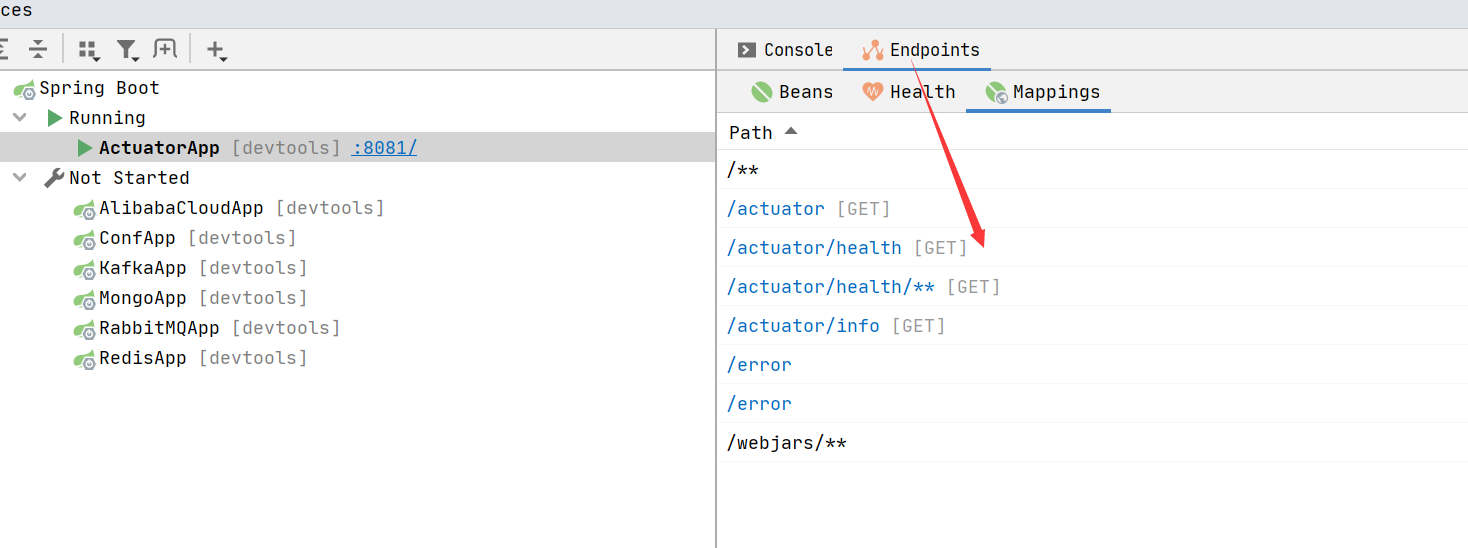 ces
Spring Boot
Running
ActuatorApp [devtools] :8081/
Not Started
AlibabaCloudApp [devtools]
ConfApp [devtools]
KafkaApp [devtools]
MongoApp [devtools]
RabbitMQApp [devtools]
RedisApp [devtools]
Console Endpoints
Beans Health Mappings
Path
/**
/actuator [GET]
/actuator/health [GET]
/actuator/health/** [GET]
/actuator/info [GET]
/error
/error
/webjars/**